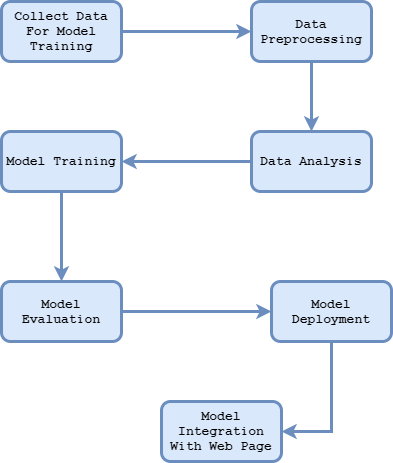 Collect Data
For Model
Training
Data
Preprocessing
Data Analysis
Model Training
Model
Evaluation
Model
Deployment
Model
Integration
With Web Page